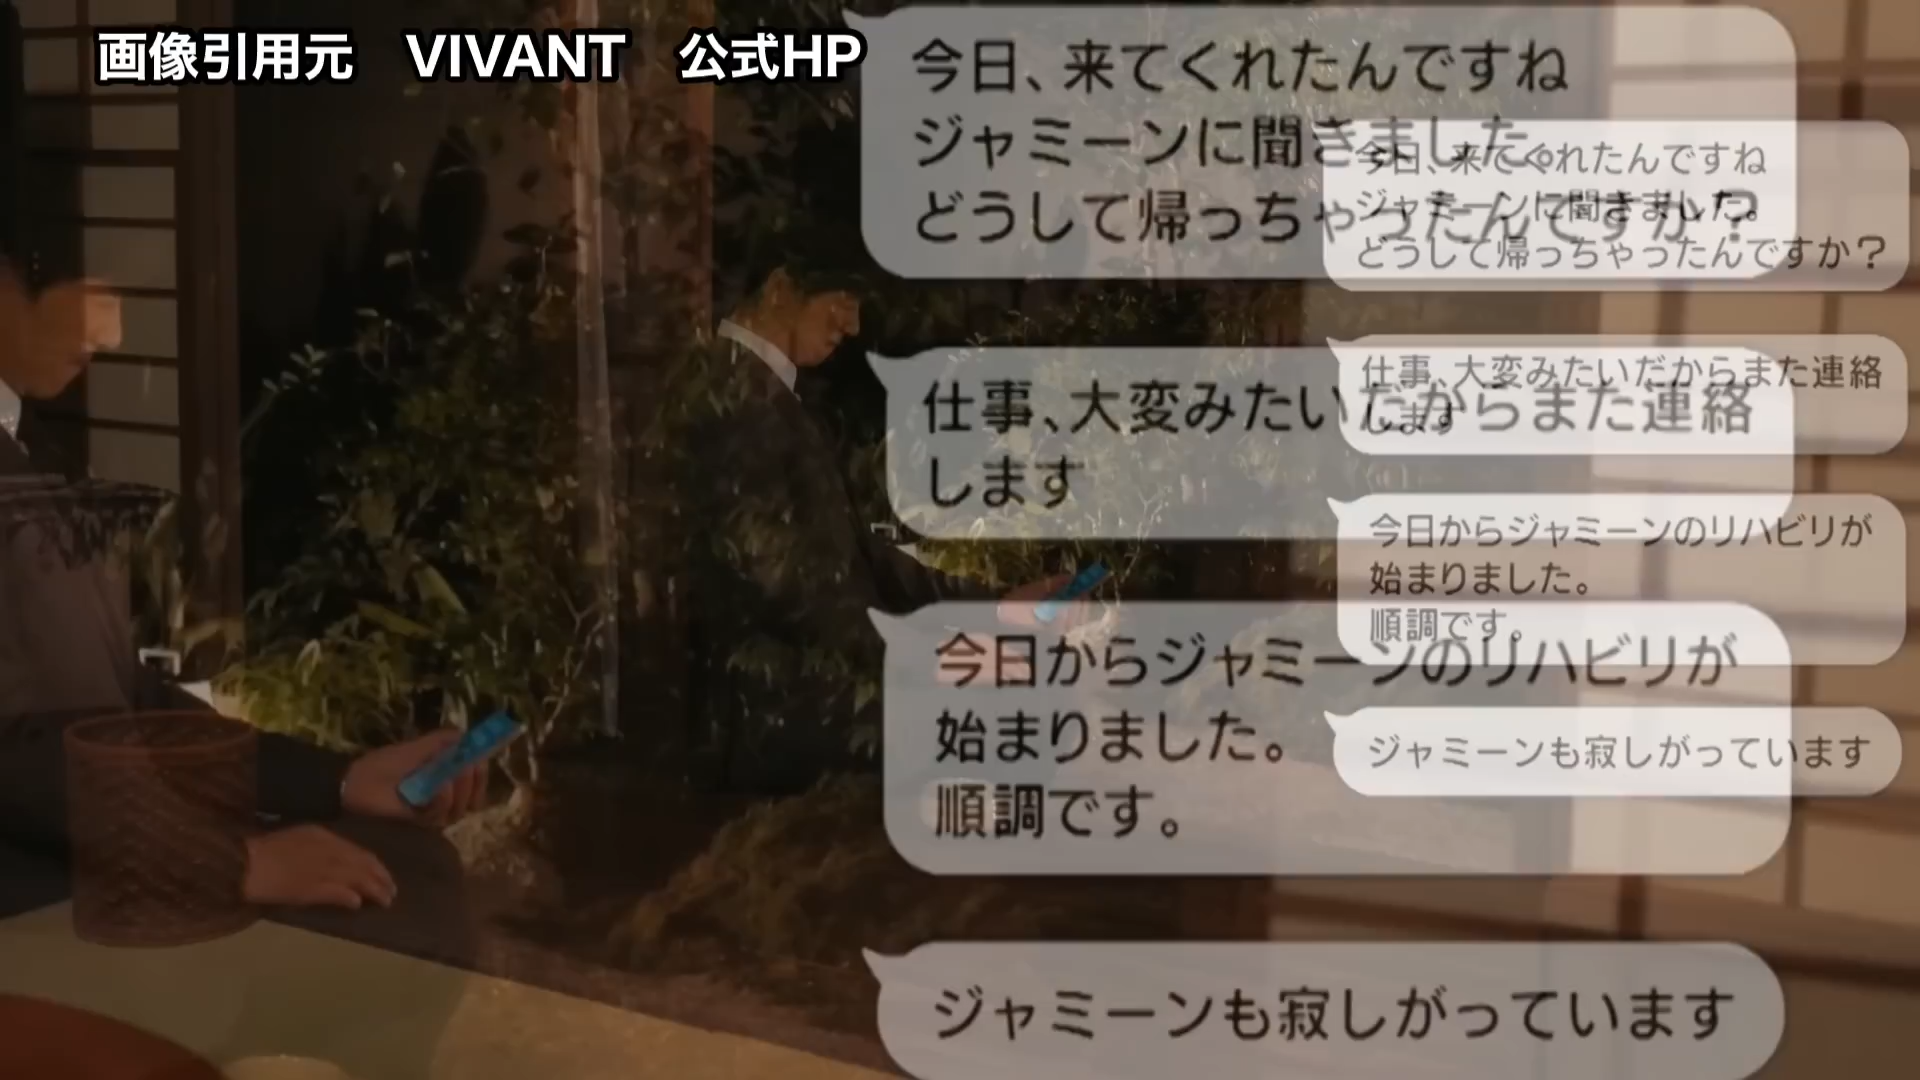 画像引用元 VIVANT 公式HP
今日、来てくれたんですね
ジャミーンに聞きました。
どうして帰っちゃったんですか?
仕事、大変みたいだからまた連絡
します
今日からジャミーンのリハビリが
始まりました。
順調です。
ジャミーンも寂しがっています
今日、来てくれたんですね
ジャミーンに聞きました。
どうして帰っちゃったんですか?
仕事、大変みたいだからまた連絡
します
今日からジャミーンのリハビリが
始まりました。
順調です。
ジャミーンも寂しがっています